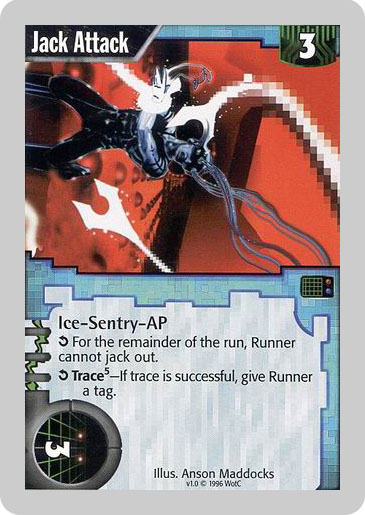 Jack Attack
3
Ice-Sentry-AP
For the remainder of the run, Runner
cannot jack out.
Trace5–If trace is successful, give Runner
a tag.
3
Illus. Anson Maddocks
v1.0 © 1996 WotC